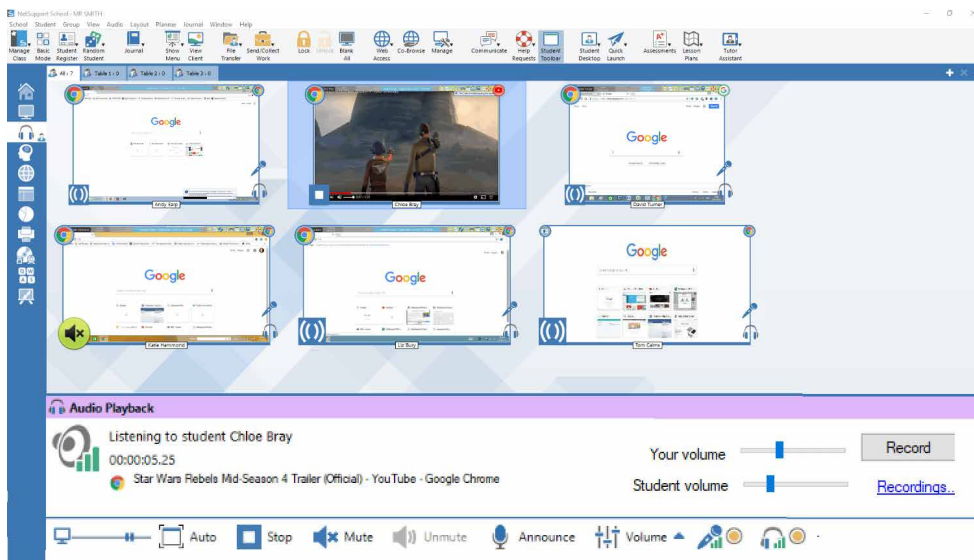 NetSupport School - MR SMITH
School Student Group View Audio Layout Planner Journal Window Help
Manage Class
Basic Mode
Student Register
Random Student
Journal
Show Menu
View Client
File Transfer
Send/Collect Work
Lock
Unlock
Blank All
Web Access
Co-Browse
Manage
Communicate
Help Requests
Student Toolbar
Student Desktop
Quick Launch
Assessments
Lesson Plans
Tutor Assistant
All : 7
Table 1 : 0
Table 2 : 0
Table 3 : 0
Google
Google
Andy Earp
Chloe Bray
David Turner
Google
Google
Google
Katie Hammond
Liz Bury
Tom Cairns
Audio Playback
Listening to student Chloe Bray
00:00:05.25
Star Wars Rebels Mid-Season 4 Trailer (Official) - YouTube - Google Chrome
Your volume
Record
Student volume
Recordings..
Auto
Stop
Mute
Unmute
Announce
Volume